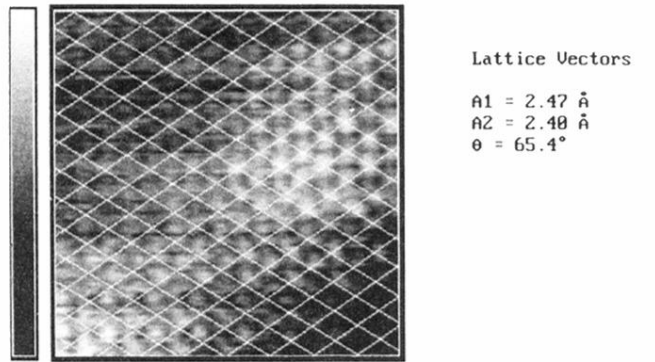 Lattice Vectors
A1 = 2.47 Å
A2 = 2.40 Å
θ = 65.4°